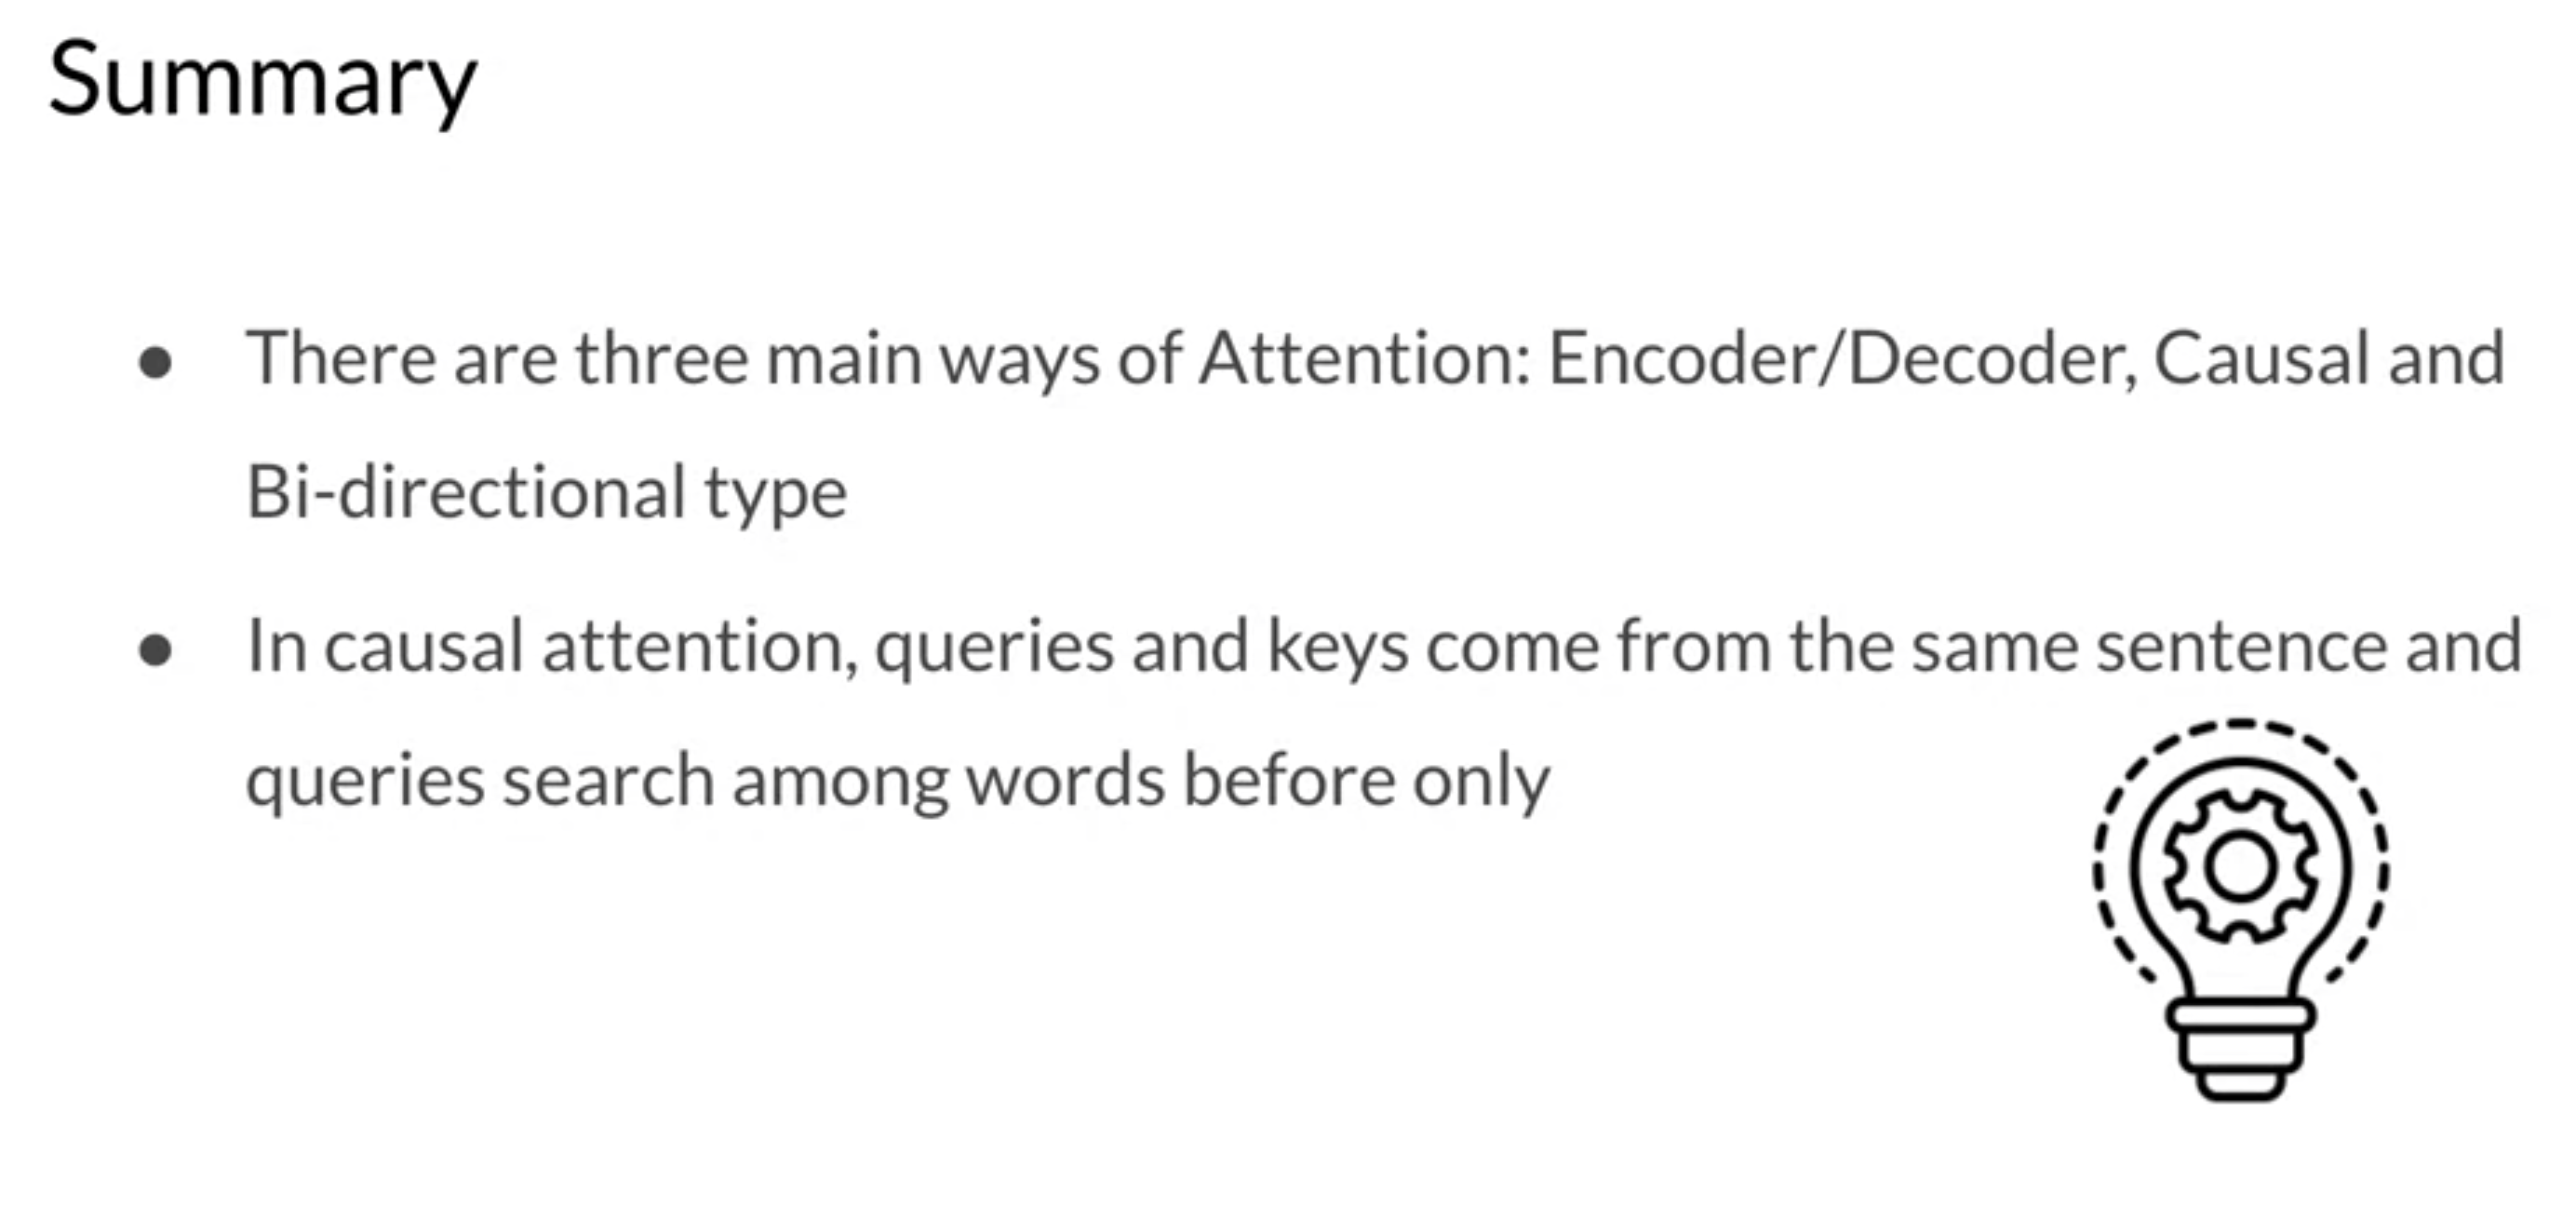 Summary
● There are three main ways of Attention: Encoder/Decoder, Causal and
Bi-directional type
● In causal attention, queries and keys come from the same sentence and
queries search among words before only